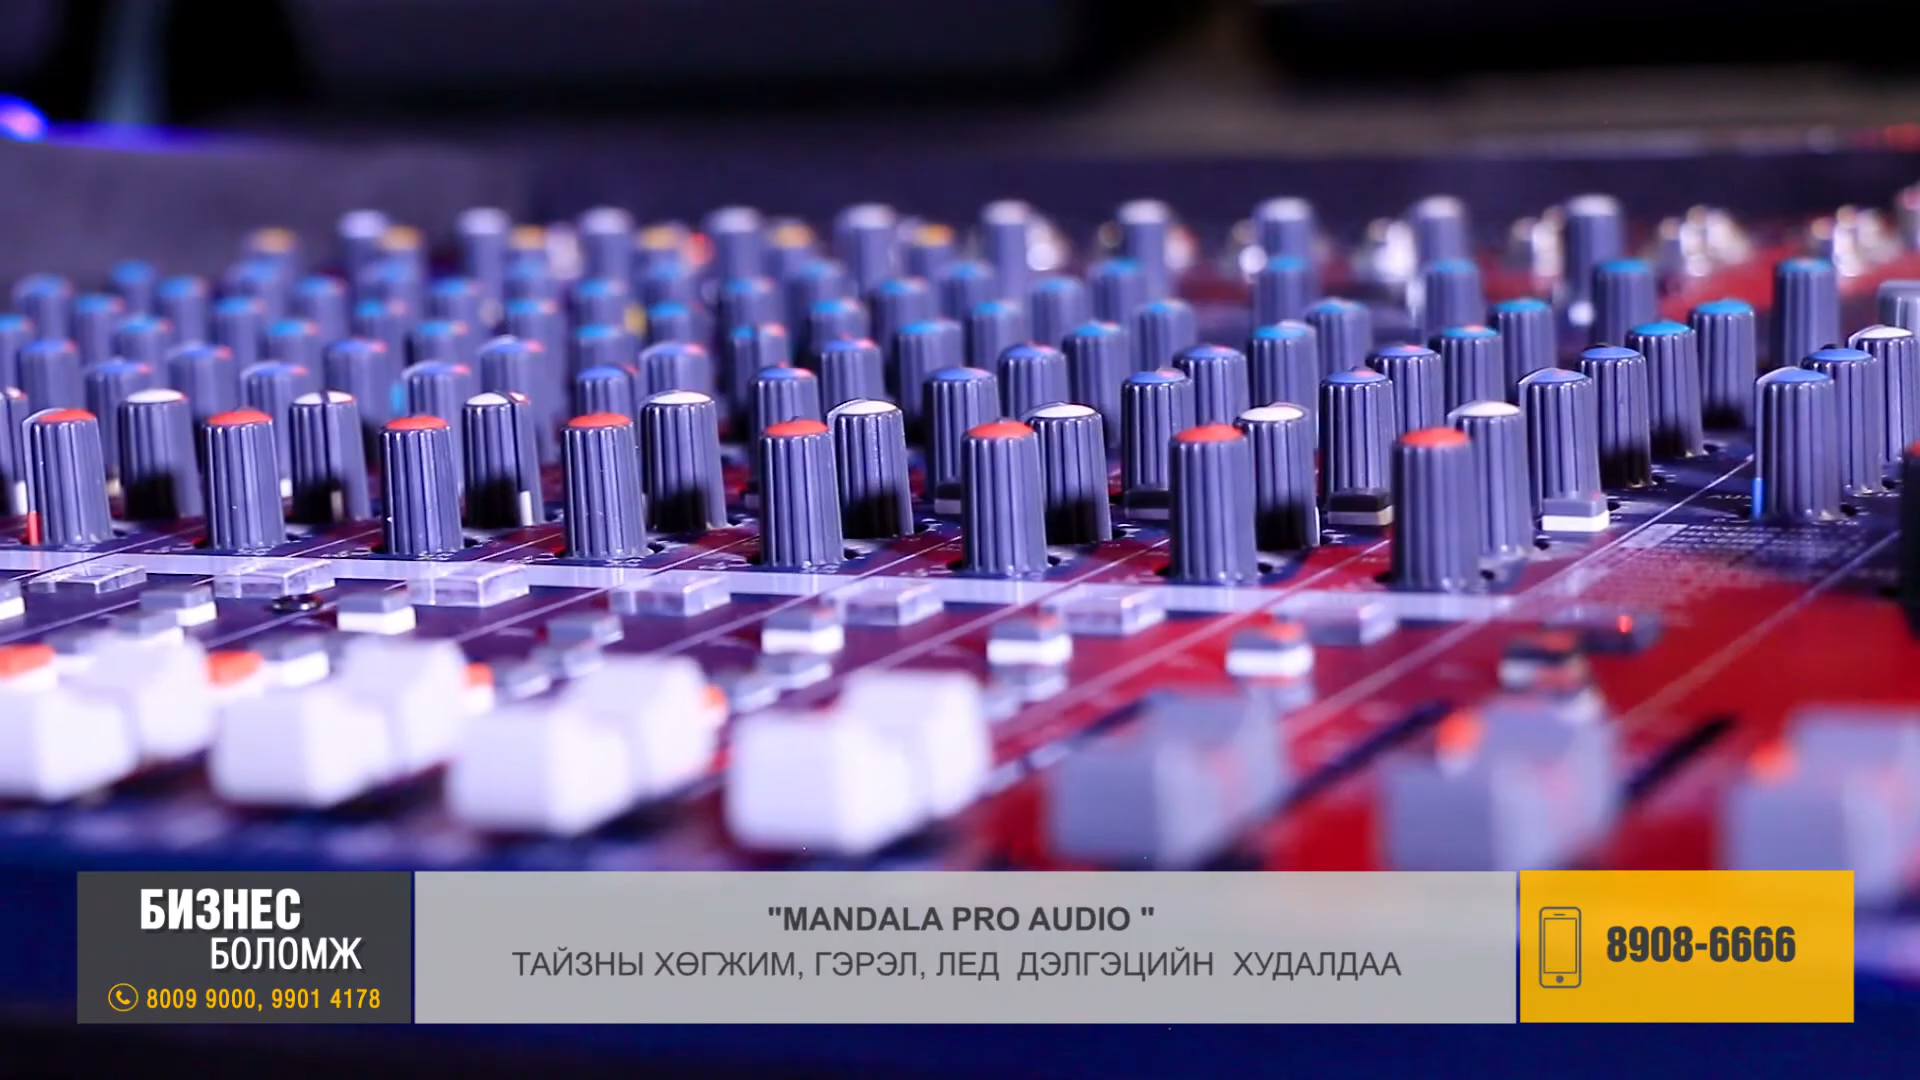 БИЗНЕС
БОЛОМЖ
8009 9000, 9901 4178
"MANDALA PRO AUDIO "
ТАЙЗНЫ ХӨГЖИМ, ГЭРЭЛ, ЛЕД ДЭЛГЭЦИЙН ХУДАЛДАА
8908-6666